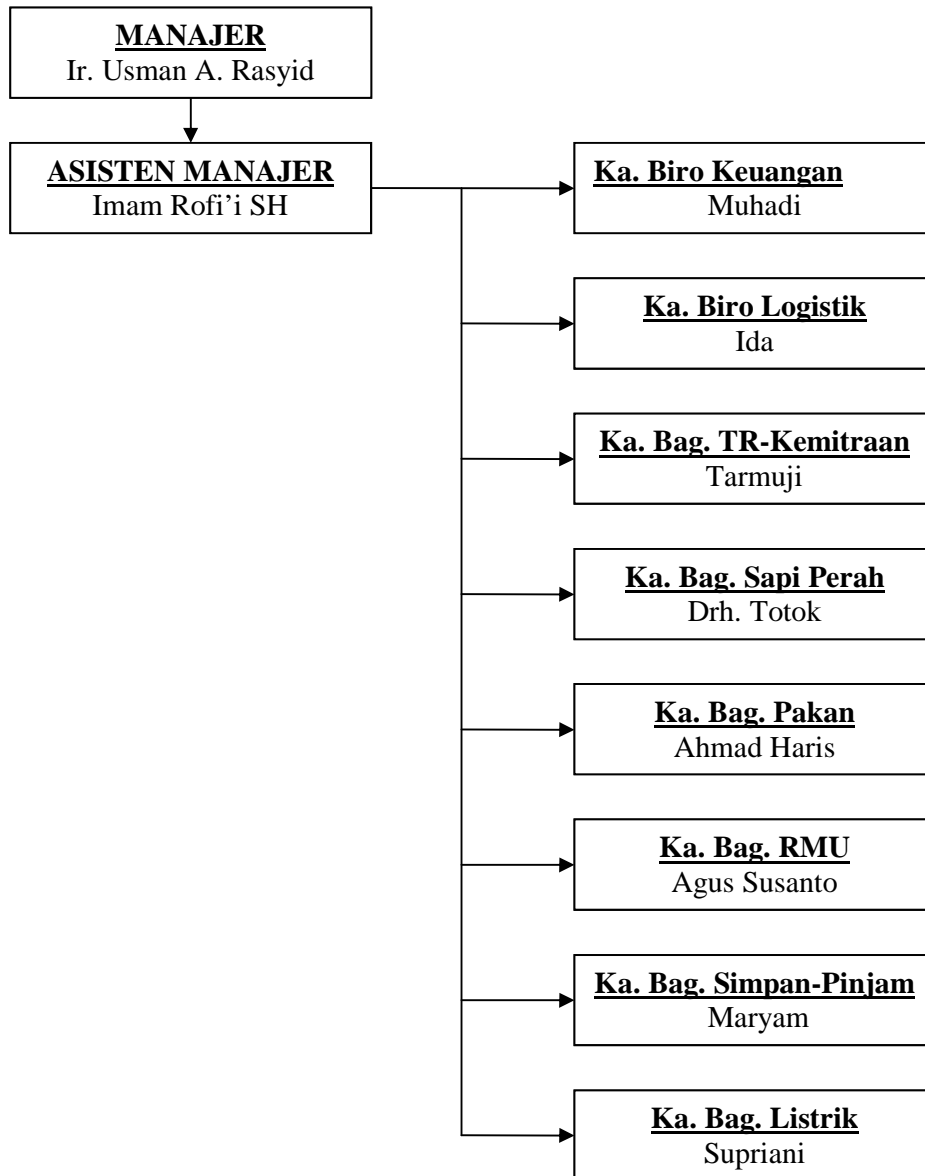 MANAJER
Ir. Usman A. Rasyid
ASISTEN MANAJER
Imam Rofi’i SH
Ka. Biro Keuangan
Muhadi
Ka. Biro Logistik
Ida
Ka. Bag. TR-Kemitraan
Tarmuji
Ka. Bag. Sapi Perah
Drh. Totok
Ka. Bag. Pakan
Ahmad Haris
Ka. Bag. RMU
Agus Susanto
Ka. Bag. Simpan-Pinjam
Maryam
Ka. Bag. Listrik
Supriani